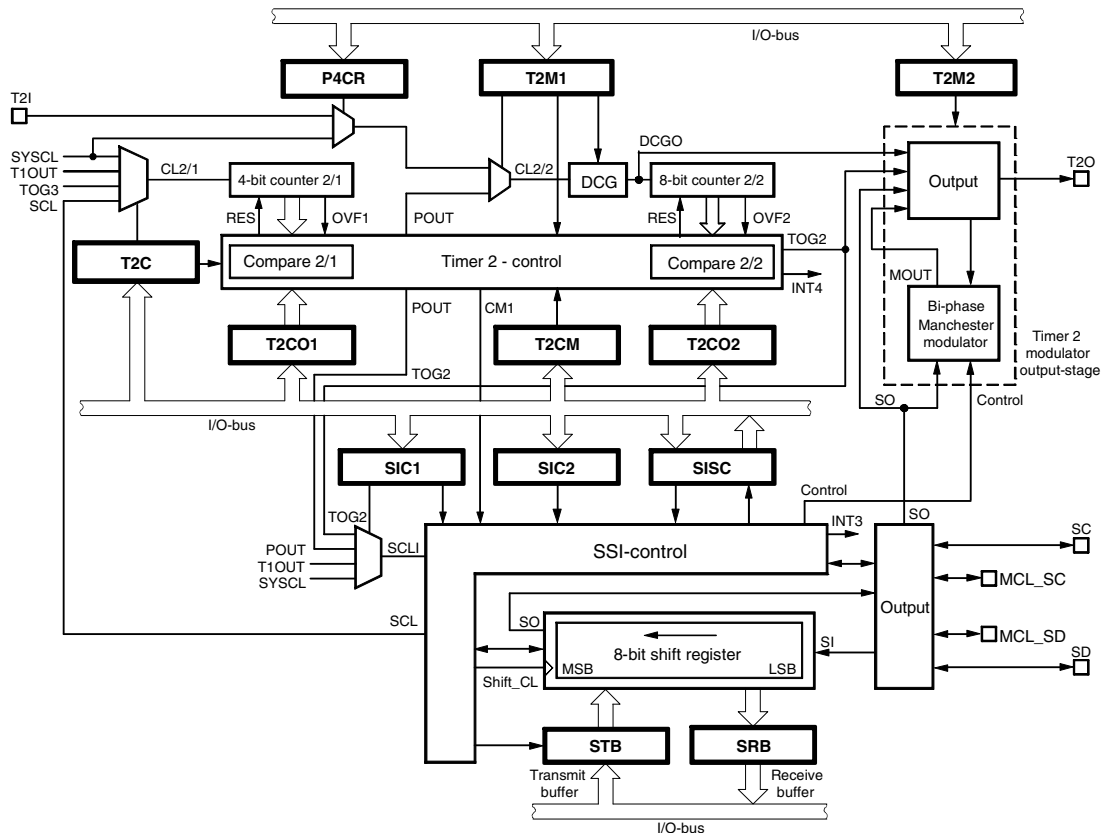 I/O-bus
P4CR
T2M1
T2M2
T2I
DCGO
SYSCL
T1OUT
TOG3
SCL
CL2/1
4-bit counter 2/1
CL2/2
DCG
8-bit counter 2/2
Output
T2O
RES
OVF1
POUT
RES
OVF2
TOG2
T2C
Compare 2/1
Timer 2 - control
Compare 2/2
INT4
MOUT
Bi-phase
Manchester
modulator
Timer 2
modulator
output-stage
POUT
CM1
T2CO1
T2CM
T2CO2
TOG2
I/O-bus
SO
Control
SIC1
SIC2
SISC
Control
TOG2
POUT
T1OUT
SYSCL
SCLI
SSI-control
INT3
SO
SC
MCL_SC
Output
MCL_SD
SD
SCL
SO
8-bit shift register
MSB
LSB
SI
Shift_CL
STB
SRB
Transmit
buffer
Receive
buffer
I/O-bus